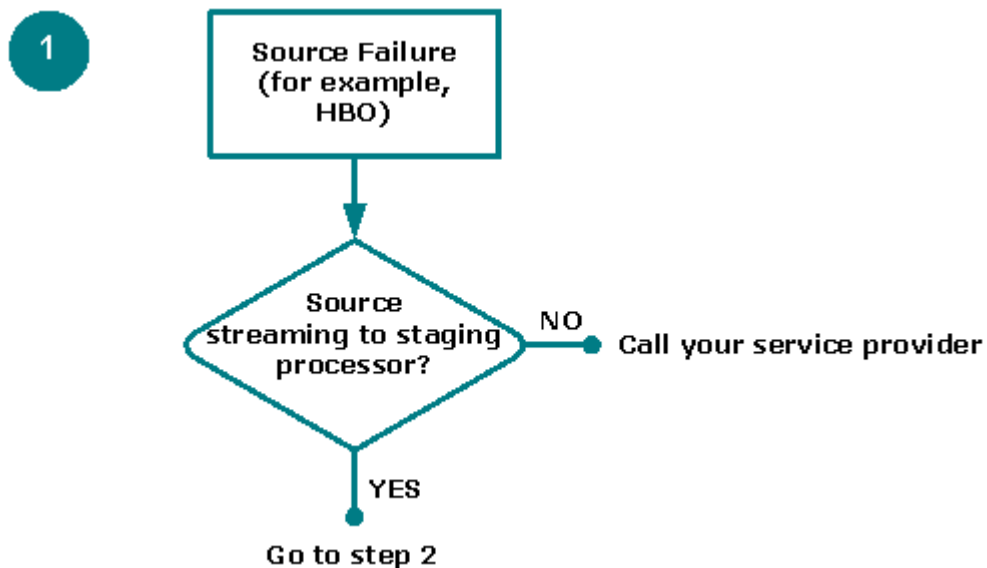 1
Source Failure
(for example,
HBO)
Source
streaming to staging
processor?
NO
Call your service provider
YES
Go to step 2